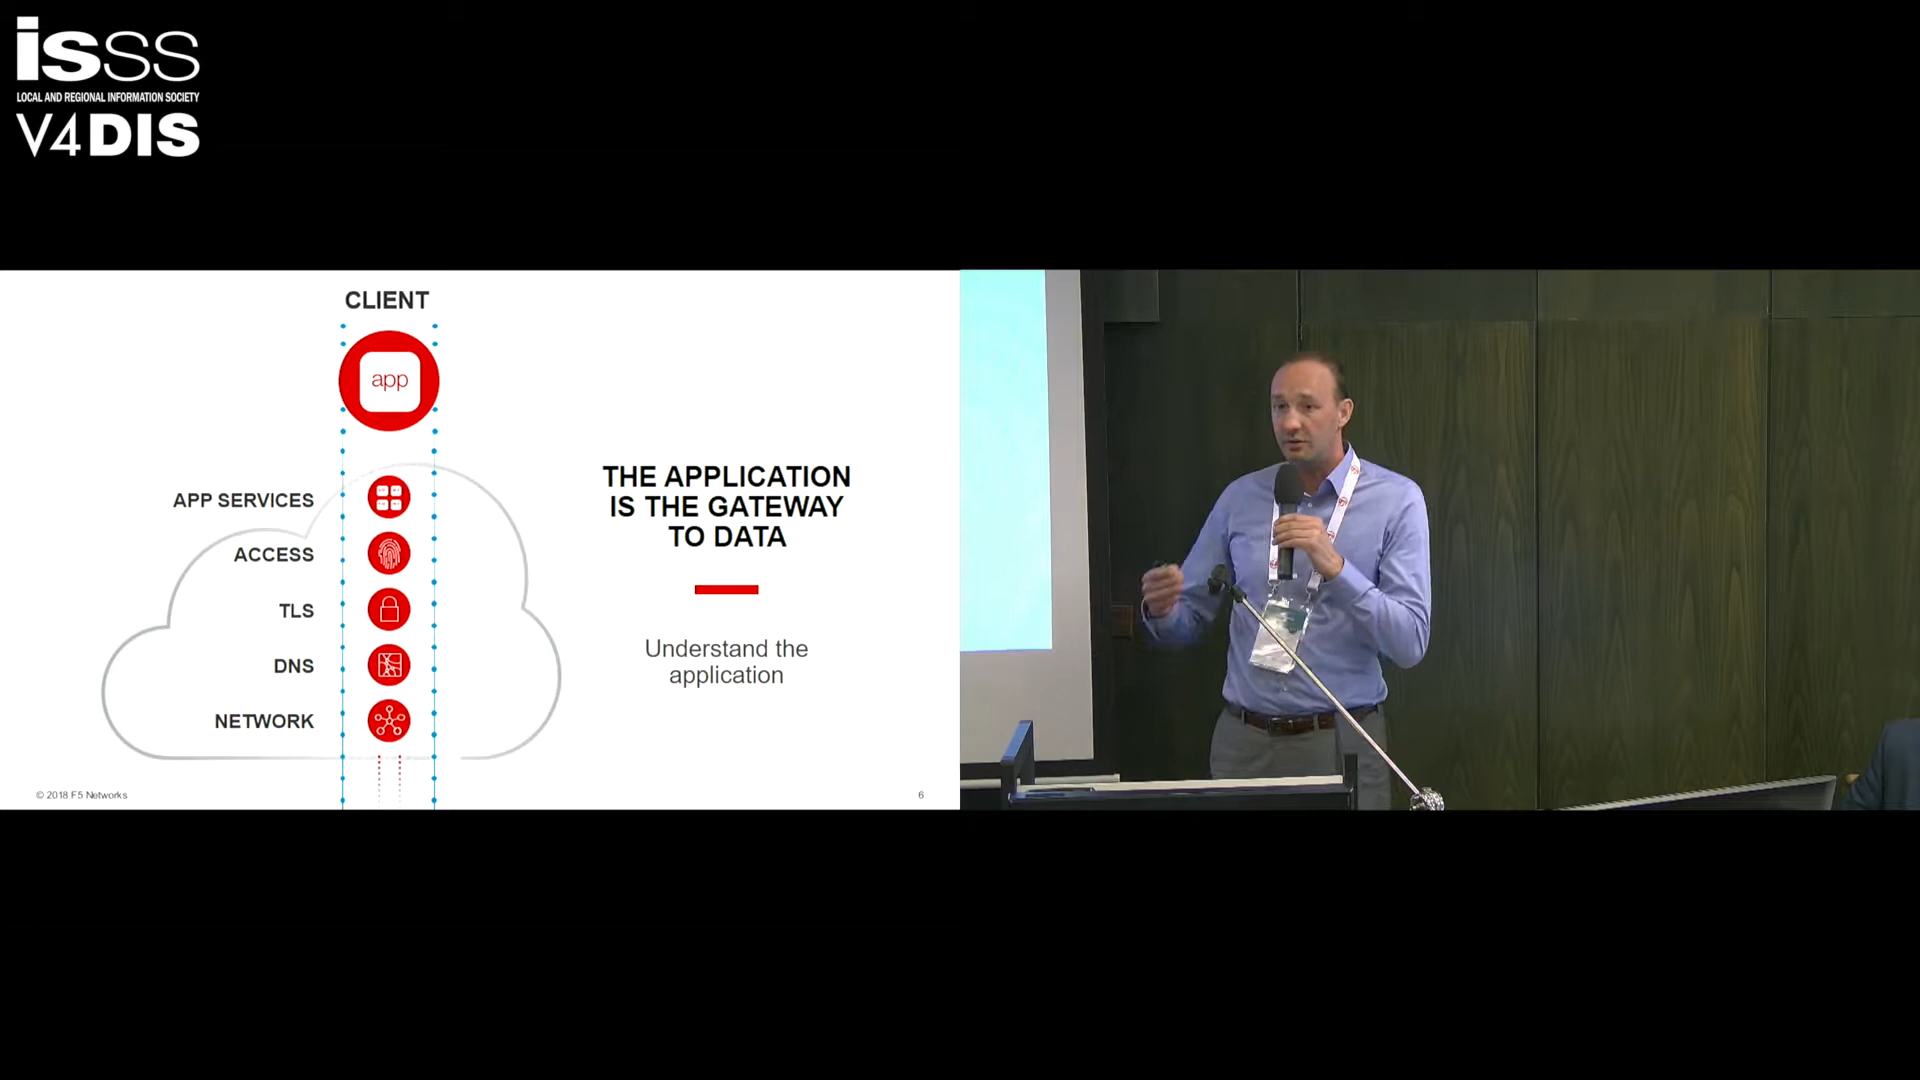 isss
LOCAL AND REGIONAL INFORMATION SOCIETY
V4DIS
CLIENT
app
APP SERVICES
ACCESS
TLS
DNS
NETWORK
THE APPLICATION
IS THE GATEWAY
TO DATA
Understand the
application
© 2018 F5 Networks
6